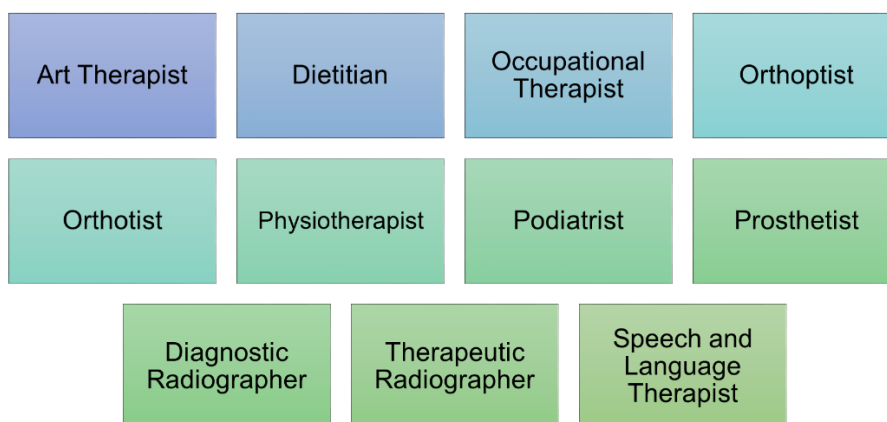 Art Therapist
Dietitian
Occupational
Therapist
Orthoptist
Orthotist
Physiotherapist
Podiatrist
Prosthetist
Diagnostic
Radiographer
Therapeutic
Radiographer
Speech and
Language
Therapist